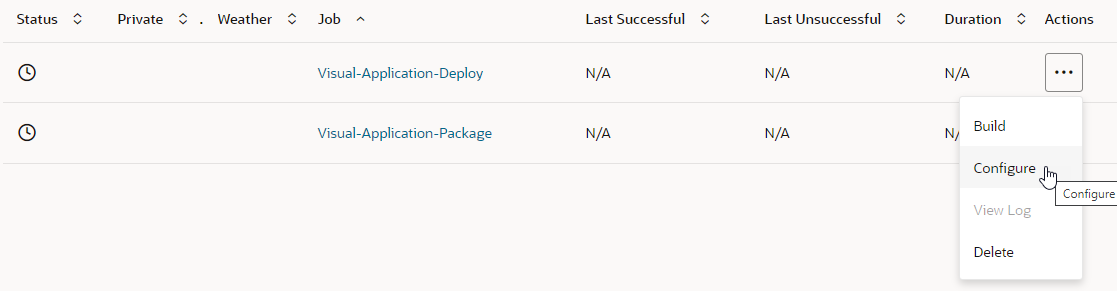 Status Private . Weather Job Last Successful Last Unsuccessful Duration Actions
Visual-Application-Deploy N/A N/A N/A ...
Visual-Application-Package N/A N/A N/
Build
Configure
Configure
View Log
Delete